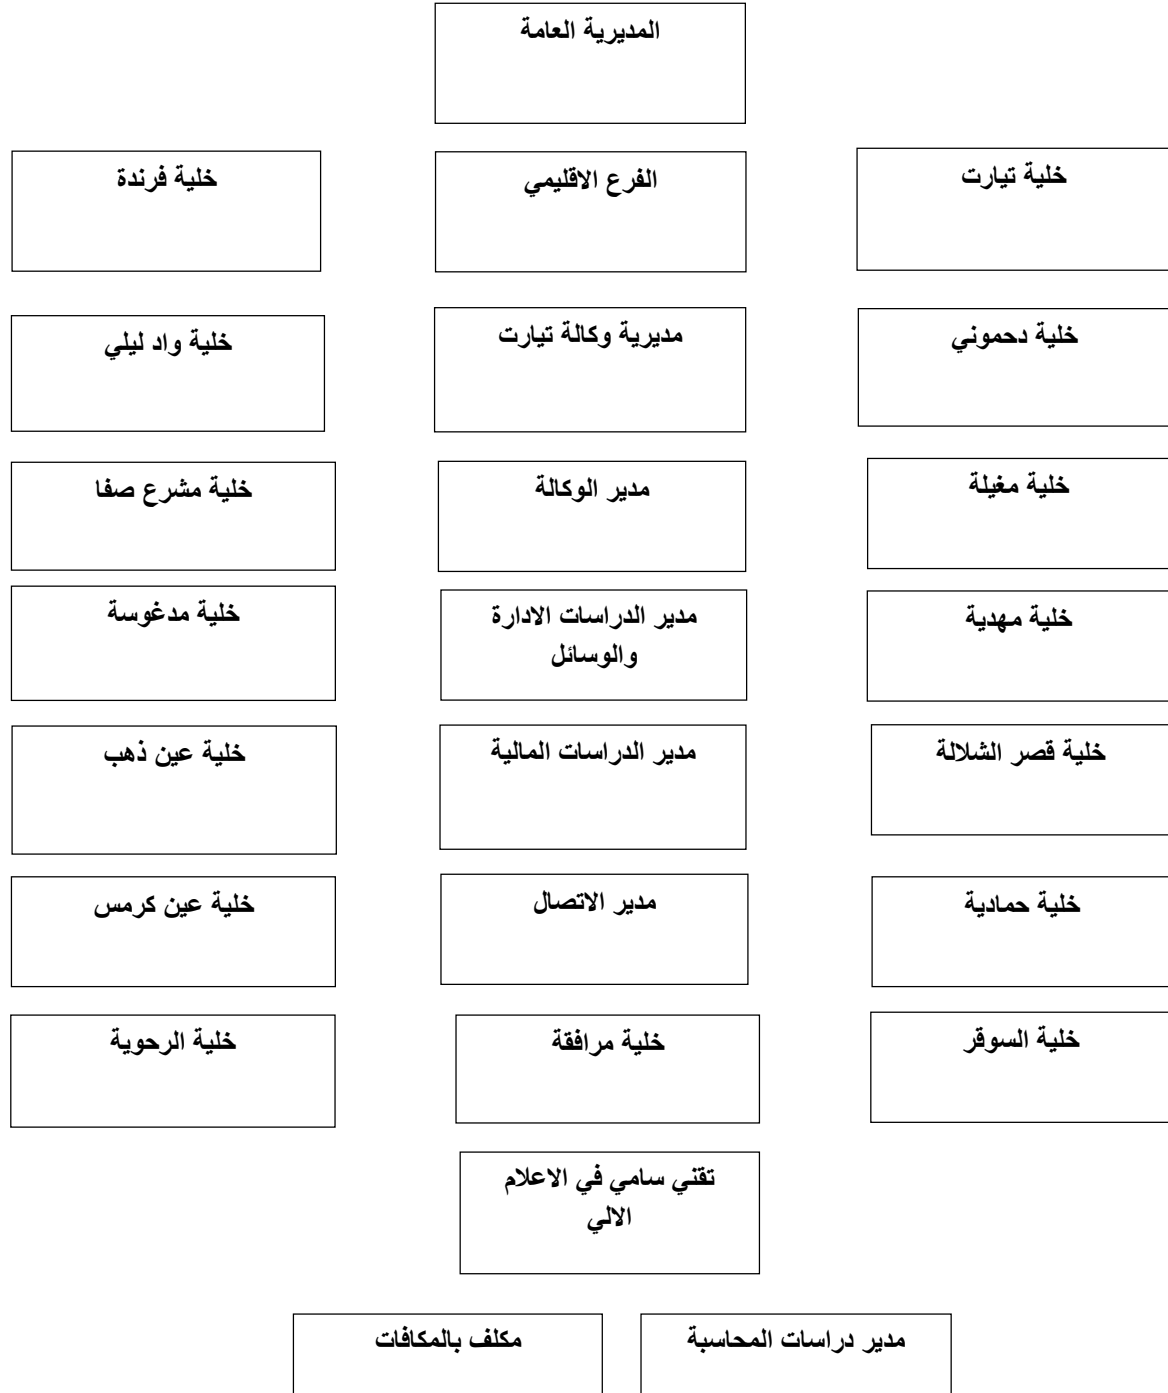 المديرية العامة
خلية تيارت
الفرع الاقليمي
خلية فرندة
خلية دحموني
مديرية وكالة تيارت
خلية واد ليلي
خلية مغيلة
مدير الوكالة
خلية مشرع صفا
خلية مهدية
مدير الدراسات الادارة
والوسائل
خلية مدغوسة
خلية قصر الشلالة
مدير الدراسات المالية
خلية عين ذهب
خلية حمادية
مدير الاتصال
خلية عين كرمس
خلية السوقر
خلية مرافقة
خلية الرحوية
تقني سامي في الاعلام
الالي
مدير دراسات المحاسبة
مكلف بالمكافات